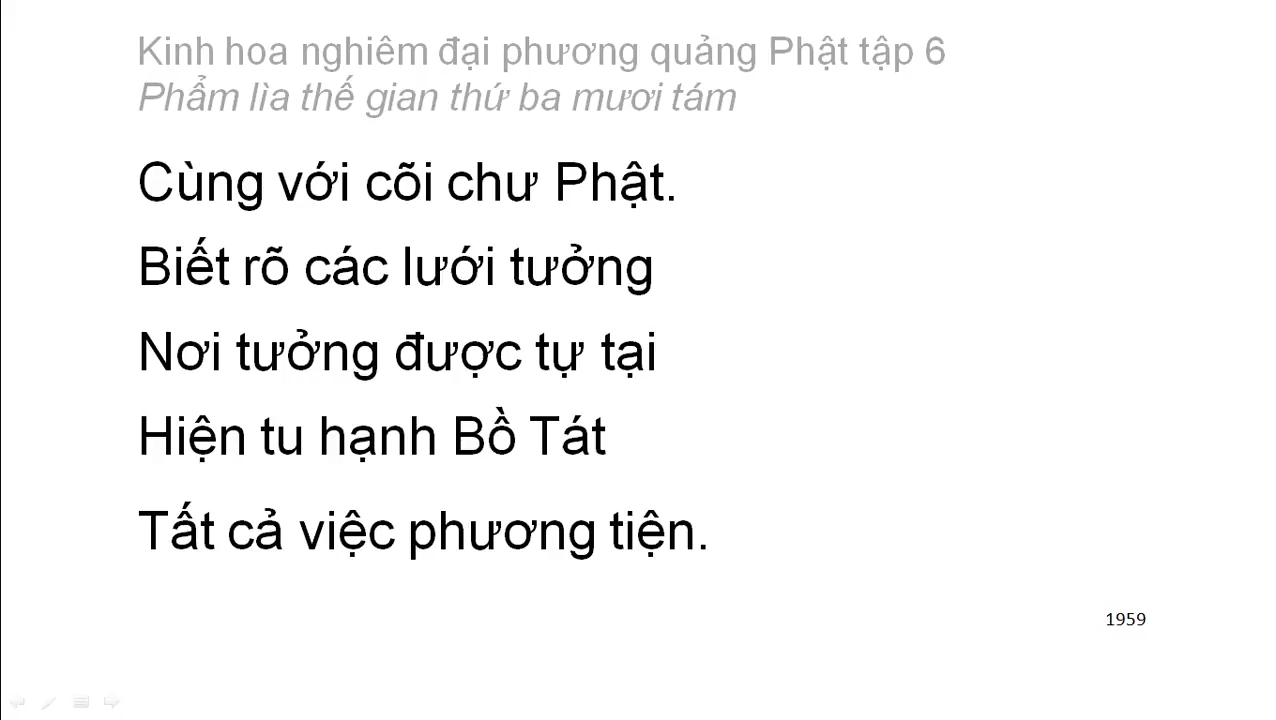 Kinh hoa nghiêm đại phương quảng Phật tập 6
Phẩm lìa thế gian thứ ba mươi tám
Cùng với cõi chư Phật.
Biết rõ các lưới tưởng
Nơi tưởng được tự tại
Hiện tu hạnh Bồ Tát
Tất cả việc phương tiện.
1959